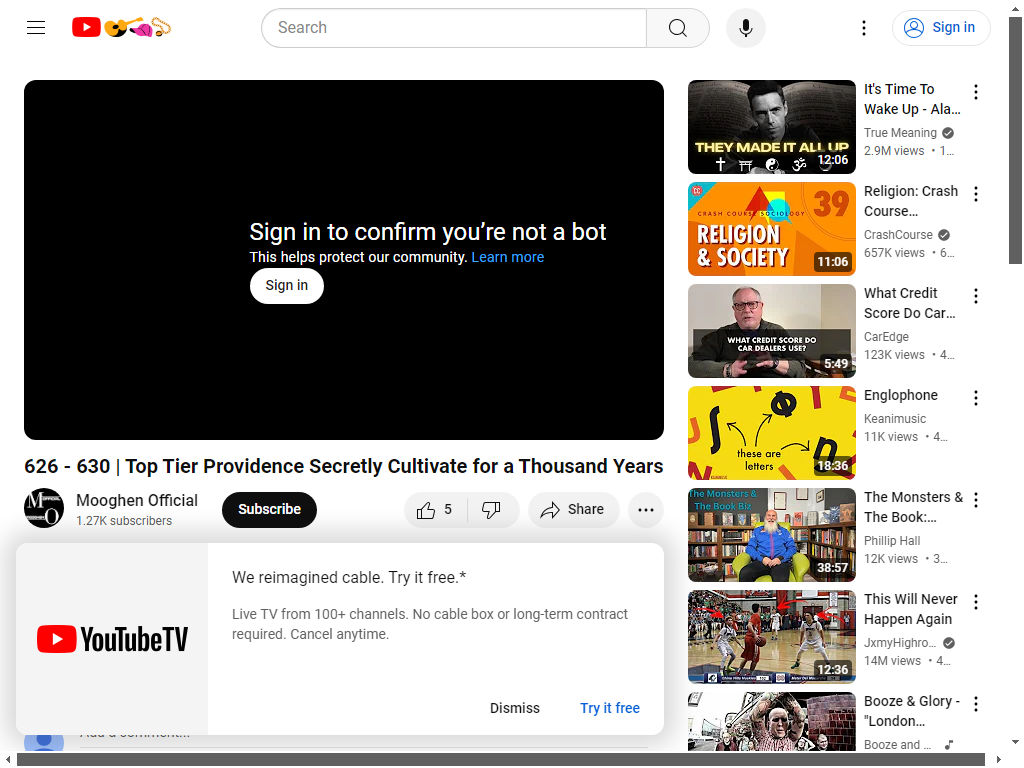 Search
Sign in
Sign in to confirm you’re not a bot
This helps protect our community. Learn more
Sign in
626 - 630 | Top Tier Providence Secretly Cultivate for a Thousand Years
Mooghen Official
1.27K subscribers
Subscribe
5
Share
We reimagined cable. Try it free.*
Live TV from 100+ channels. No cable box or long-term contract
required. Cancel anytime.
YouTubeTV
Dismiss
Try it free
Add a comment...
THEY MADE IT ALL UP
12:06
It's Time To
Wake Up - Ala…
True Meaning
2.9M views • 1…
CC
CRASH COURSE SOCIOLOGY
39
RELIGION
& SOCIETY
11:06
Religion: Crash
Course…
CrashCourse
657K views • 6…
WHAT CREDIT SCORE DO
CAR DEALERS USE?
5:49
What Credit
Score Do Car…
CarEdge
123K views • 4…
these are
letters
18:36
Englophone
Keanimusic
11K views • 4…
The Monsters &
The Book Biz
38:57
The Monsters &
The Book:…
Phillip Hall
12K views • 3…
12:36
This Will Never
Happen Again
JxmyHighro…
14M views • 4…
Booze & Glory -
"London…
Booze and …